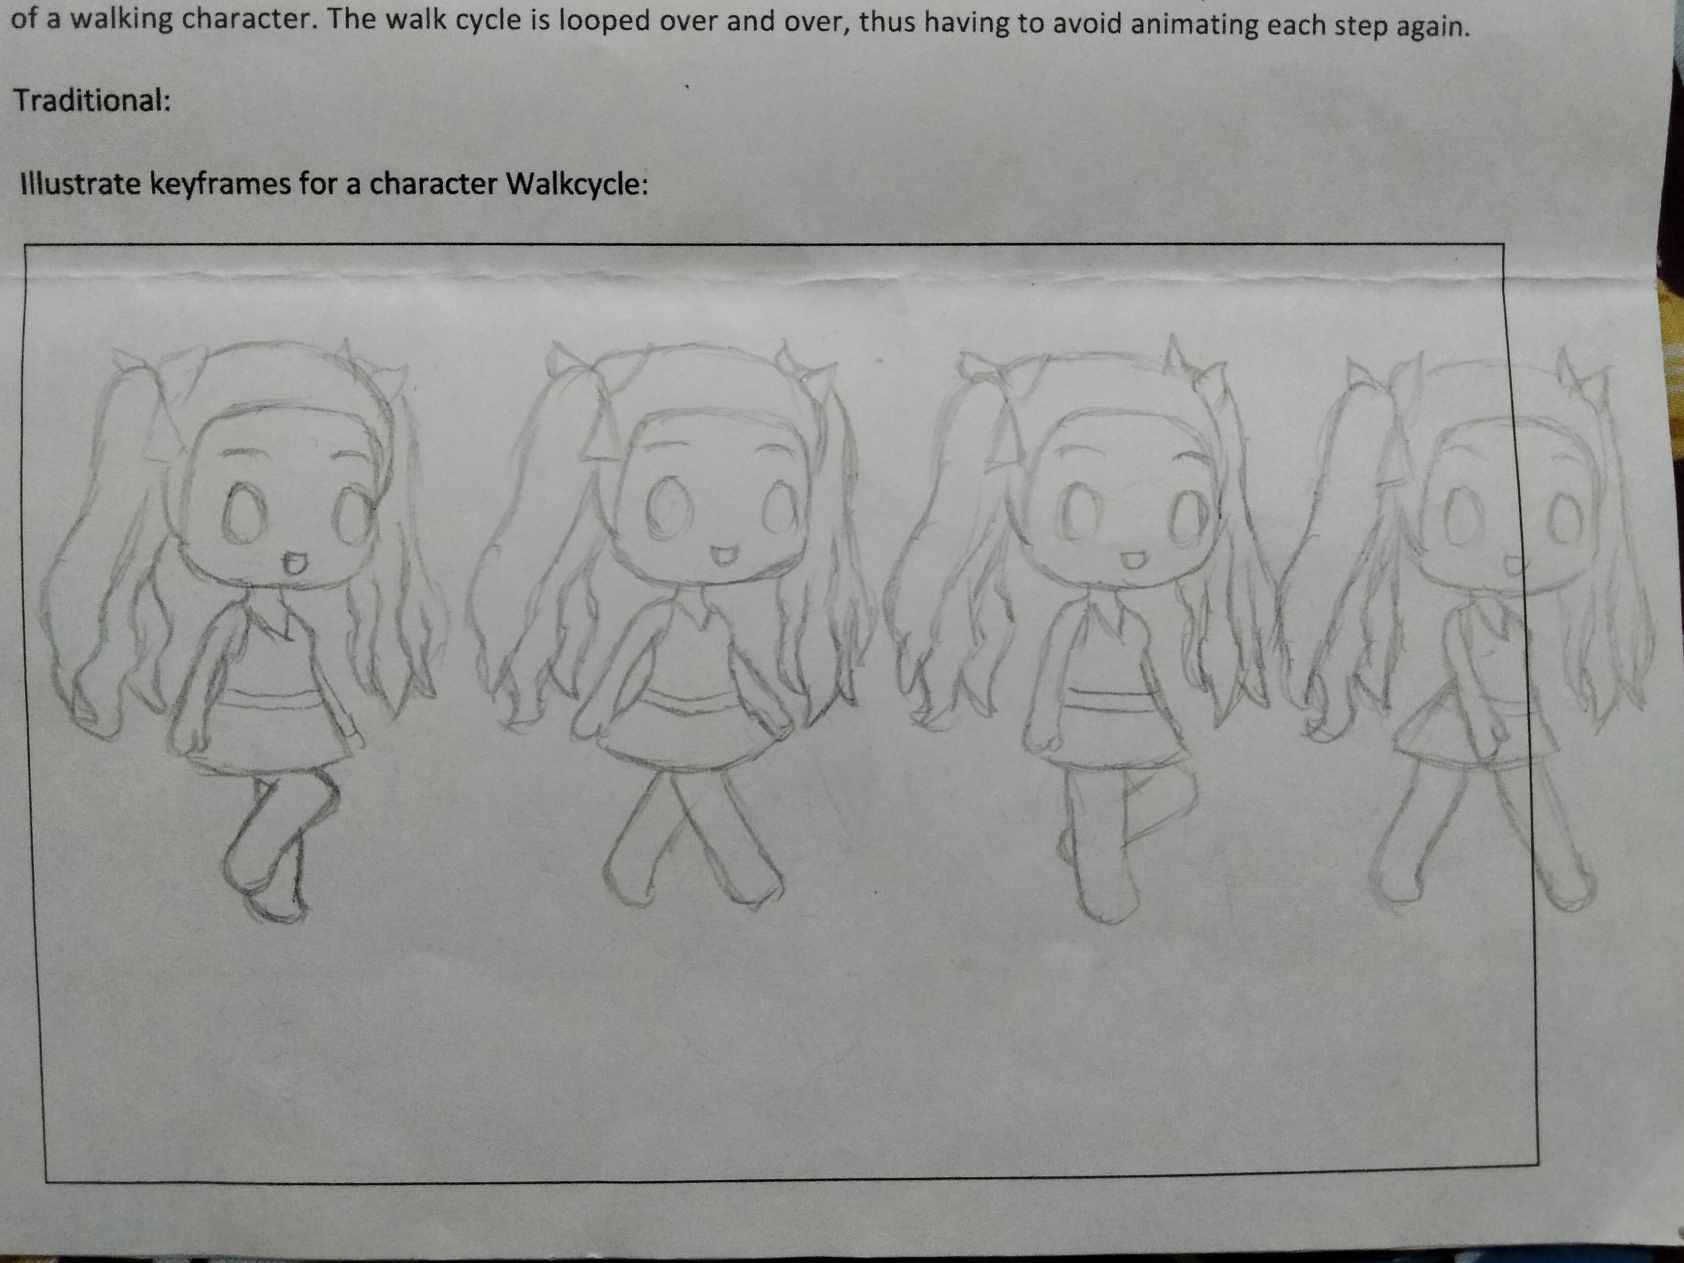 of a walking character. The walk cycle is looped over and over, thus having to avoid animating each step again.
Traditional:
Illustrate keyframes for a character Walkcycle: